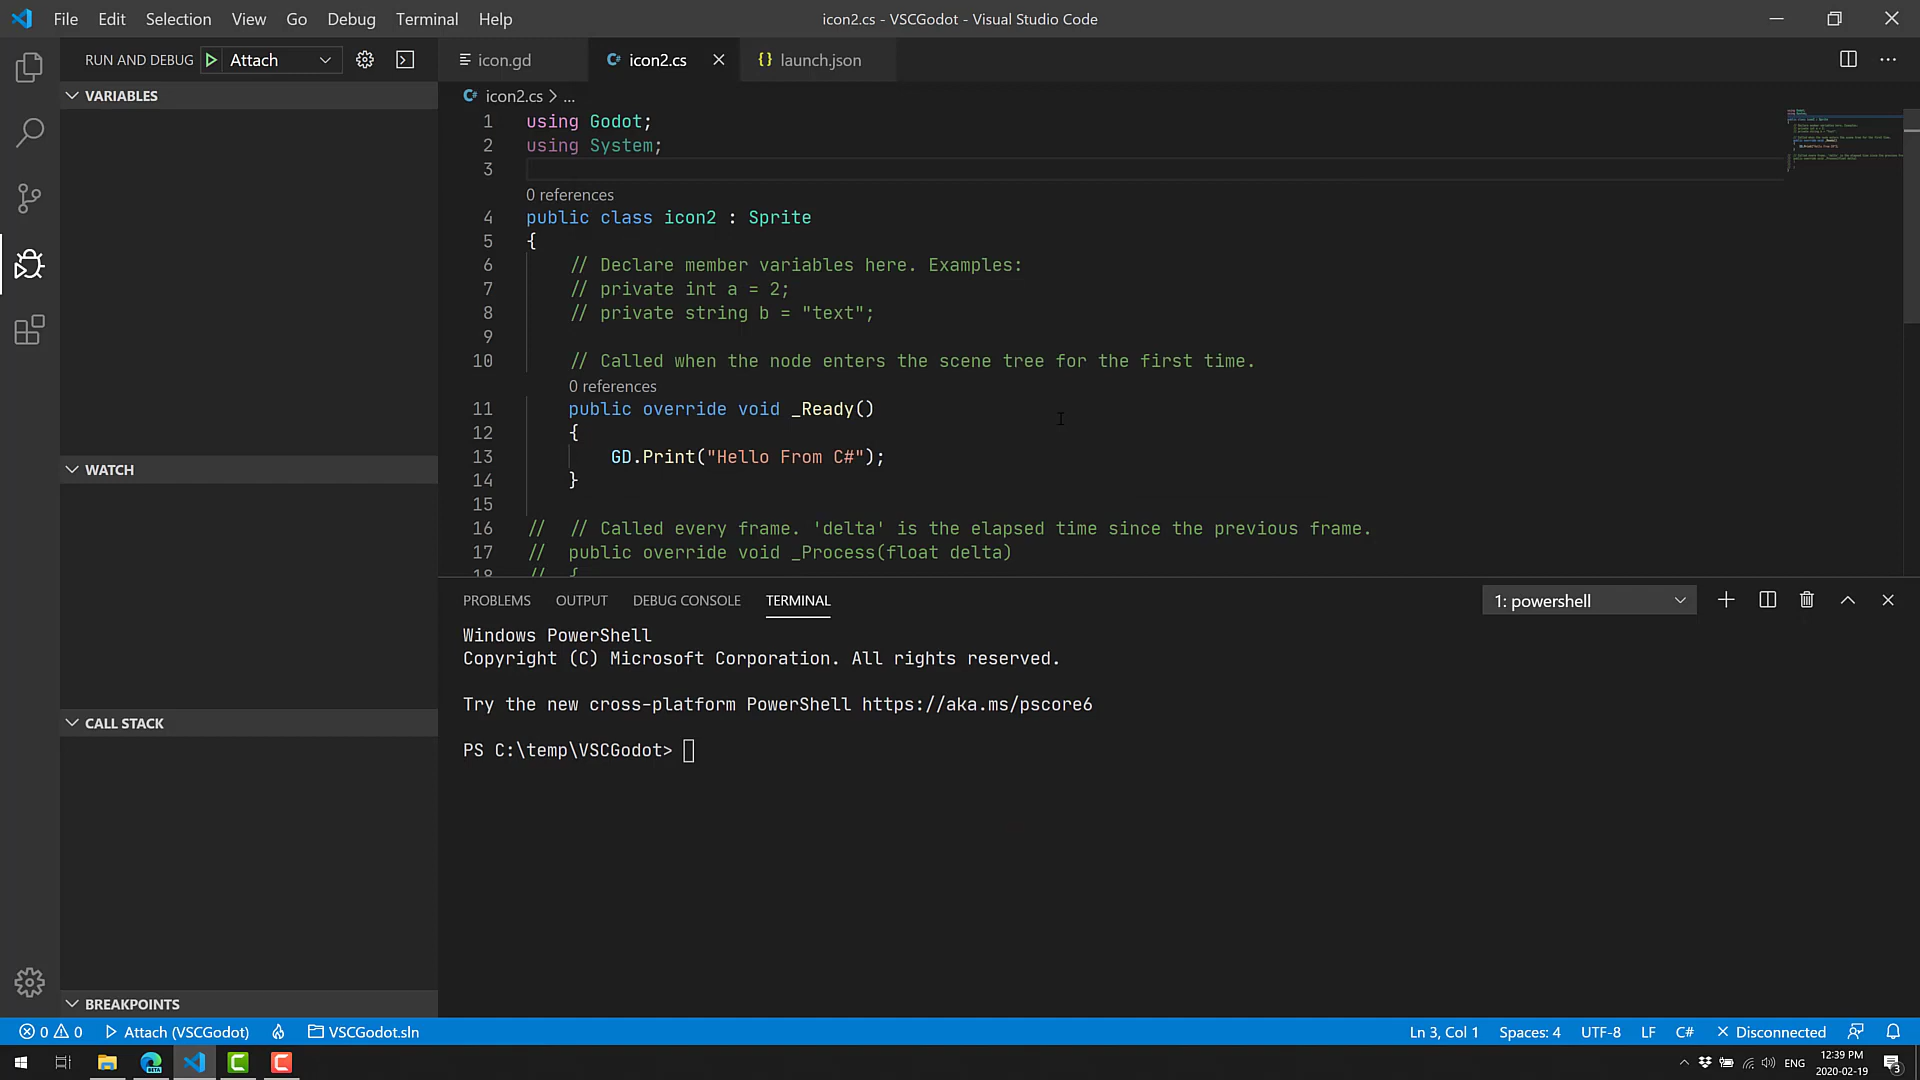 File Edit Selection View Go Debug Terminal Help
icon2.cs - VSCGodot - Visual Studio Code
RUN AND DEBUG Attach
icon.gd
C# icon2.cs
{} launch.json
VARIABLES
WATCH
CALL STACK
BREAKPOINTS
C# icon2.cs > ...
1 using Godot;
2 using System;
3
0 references
4 public class icon2 : Sprite
5 {
6 // Declare member variables here. Examples:
7 // private int a = 2;
8 // private string b = "text";
9
10 // Called when the node enters the scene tree for the first time.
0 references
11 public override void _Ready()
12 {
13 GD.Print("Hello From C#");
14 }
15
16 // // Called every frame. 'delta' is the elapsed time since the previous frame.
17 // public override void _Process(float delta)
18 // {
PROBLEMS OUTPUT DEBUG CONSOLE TERMINAL
1: powershell
Windows PowerShell
Copyright (C) Microsoft Corporation. All rights reserved.
Try the new cross-platform PowerShell https://aka.ms/pscore6
PS C:\temp\VSCGodot>
0 0 Attach (VSCGodot) VSCGodot.sln
Ln 3, Col 1 Spaces: 4 UTF-8 LF C# Disconnected
BETA
ENG
12:39 PM
2020-02-19
3